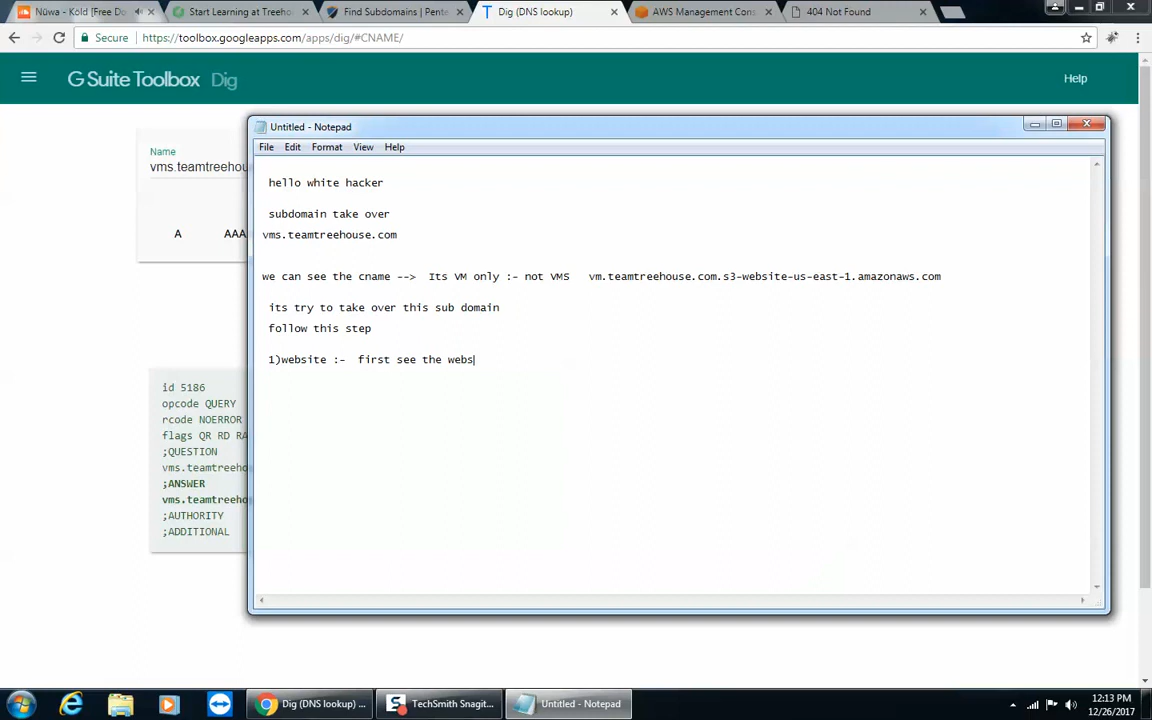 Nüwa - Köld [Free Do
Start Learning at Treeho
Find Subdomains | Pente
Dig (DNS lookup)
AWS Management Cons
404 Not Found
Secure
https://toolbox.googleapps.com/apps/dig/#CNAME/
G Suite Toolbox Dig
Help
Untitled - Notepad
File Edit Format View Help
Name
vms.teamtreehou
A AAA
hello white hacker
subdomain take over
vms.teamtreehouse.com
we can see the cname --> Its VM only :- not VMS vm.teamtreehouse.com.s3-website-us-east-1.amazonaws.com
its try to take over this sub domain
follow this step
1)website :- first see the webs
id 5186
opcode QUERY
rcode NOERROR
flags QR RD RA
;QUESTION
vms.teamtreeho
;ANSWER
vms.teamtreeho
;AUTHORITY
;ADDITIONAL
Dig (DNS lookup) ...
TechSmith Snagit...
Untitled - Notepad
12:13 PM
12/26/2017